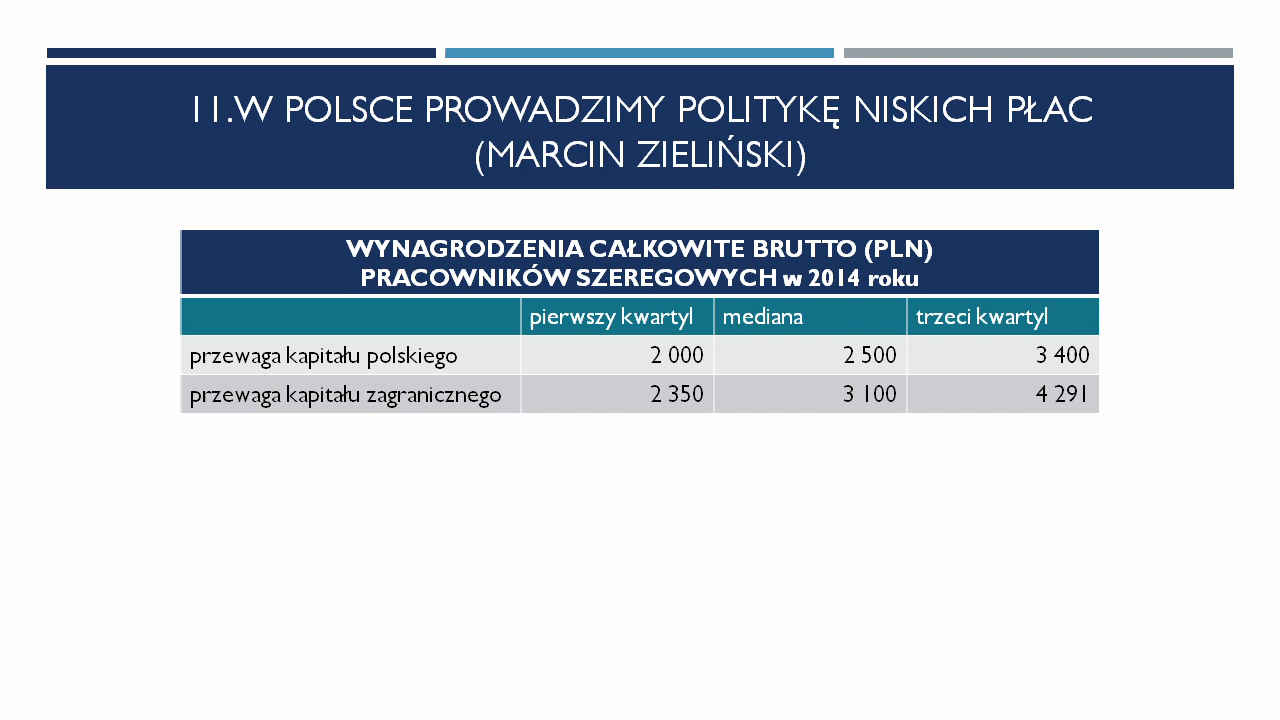 11.W POLSCE PROWADZIMY POLITYKĘ NISKICH PŁAC
(MARCIN ZIELIŃSKI)
WYNAGRODZENIA CAŁKOWITE BRUTTO (PLN)
PRACOWNIKÓW SZEREGOWYCH w 2014 roku
pierwszy kwartyl mediana trzeci kwartyl
przewaga kapitału polskiego 2 000 2 500 3 400
przewaga kapitału zagranicznego 2 350 3 100 4 291